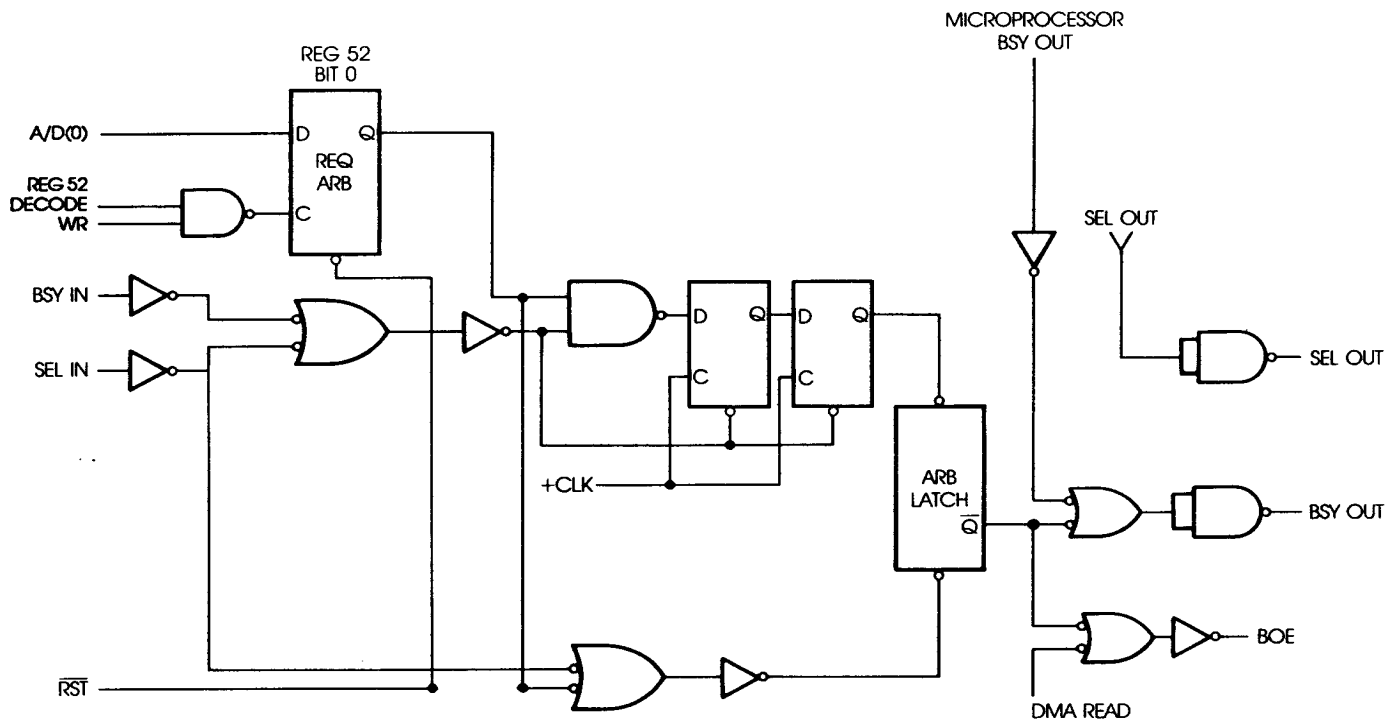 MICROPROCESSOR
BSY OUT
REG 52
BIT 0
A/D(0)
D
Q
REQ
ARB
REG 52
DECODE
WR
C
SEL OUT
BSY IN
SEL IN
D
Q
D
Q
C
C
SEL OUT
+CLK
ARB
LATCH
Q̅
BSY OUT
BOE
R̅S̅T̅
DMA READ